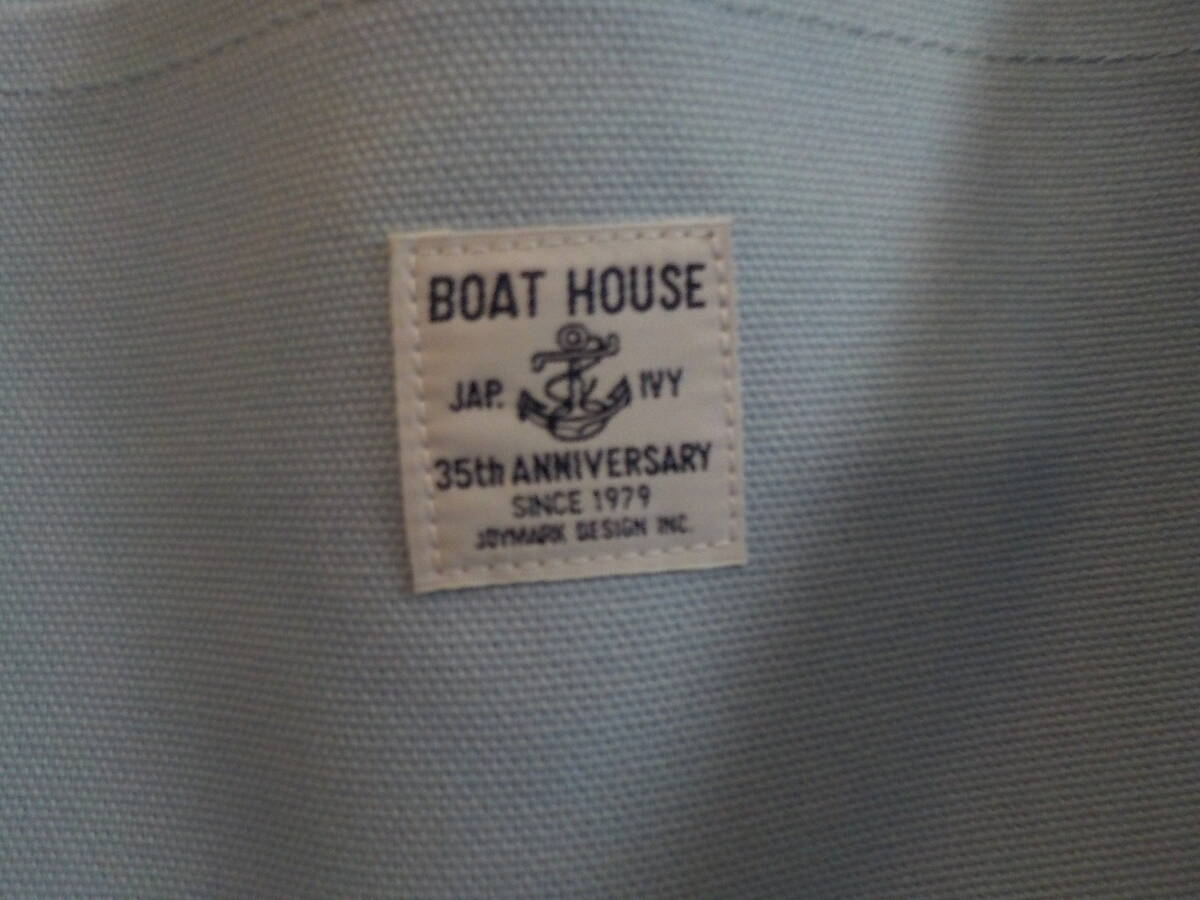 BOAT HOUSE
JAP. IVY
35th ANNIVERSARY
SINCE 1979
JOYMARK DESIGN INC.